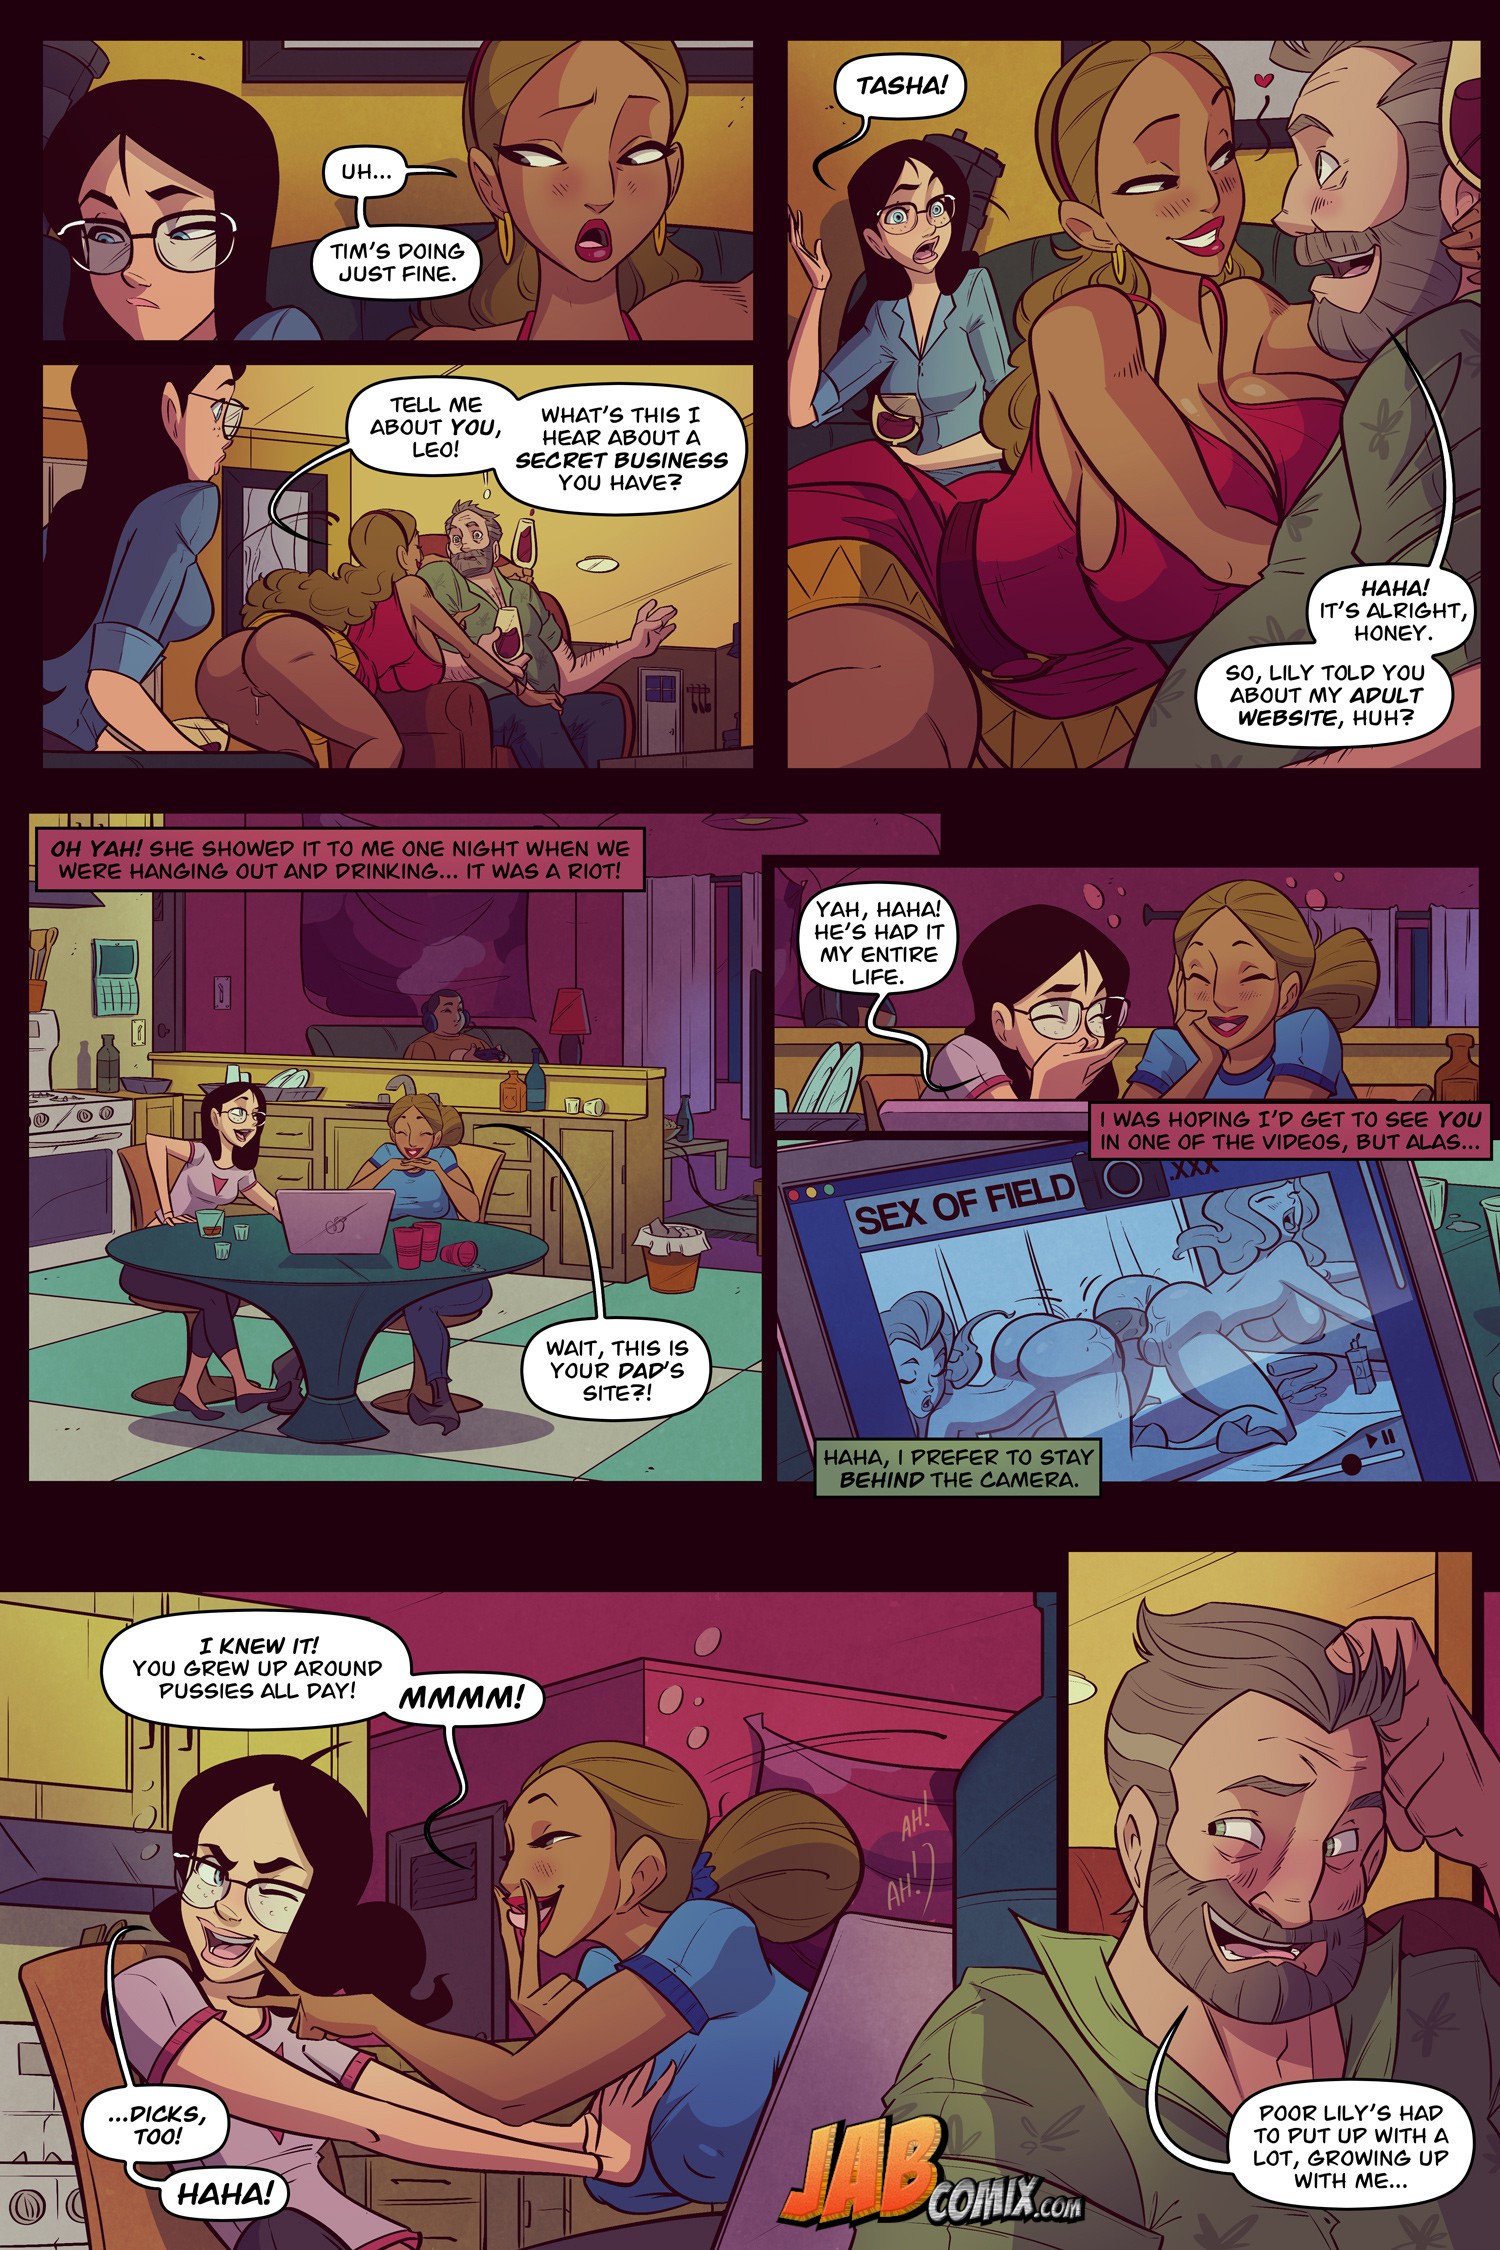 UH...
TIM'S DOING
JUST FINE.
TELL ME
ABOUT YOU,
LEO!
WHAT'S THIS I
HEAR ABOUT A
SECRET BUSINESS
YOU HAVE?
TASHA!
HAHA!
IT'S ALRIGHT,
HONEY.
SO, LILY TOLD YOU
ABOUT MY ADULT
WEBSITE, HUH?
OH YAH! SHE SHOWED IT TO ME ONE NIGHT WHEN WE
WERE HANGING OUT AND DRINKING... IT WAS A RIOT!
WAIT, THIS IS
YOUR DAD'S
SITE?!
YAH, HAHA!
HE'S HAD IT
MY ENTIRE
LIFE.
I WAS HOPING I'D GET TO SEE YOU
IN ONE OF THE VIDEOS, BUT ALAS...
SEX OF FIELD .XXX
HAHA, I PREFER TO STAY
BEHIND THE CAMERA.
I KNEW IT!
YOU GREW UP AROUND
PUSSIES ALL DAY!
MMMM!
AH!
AH!
...DICKS,
TOO!
HAHA!
POOR LILY'S HAD
TO PUT UP WITH A
LOT, GROWING UP
WITH ME...
JAB
COMIX.COM